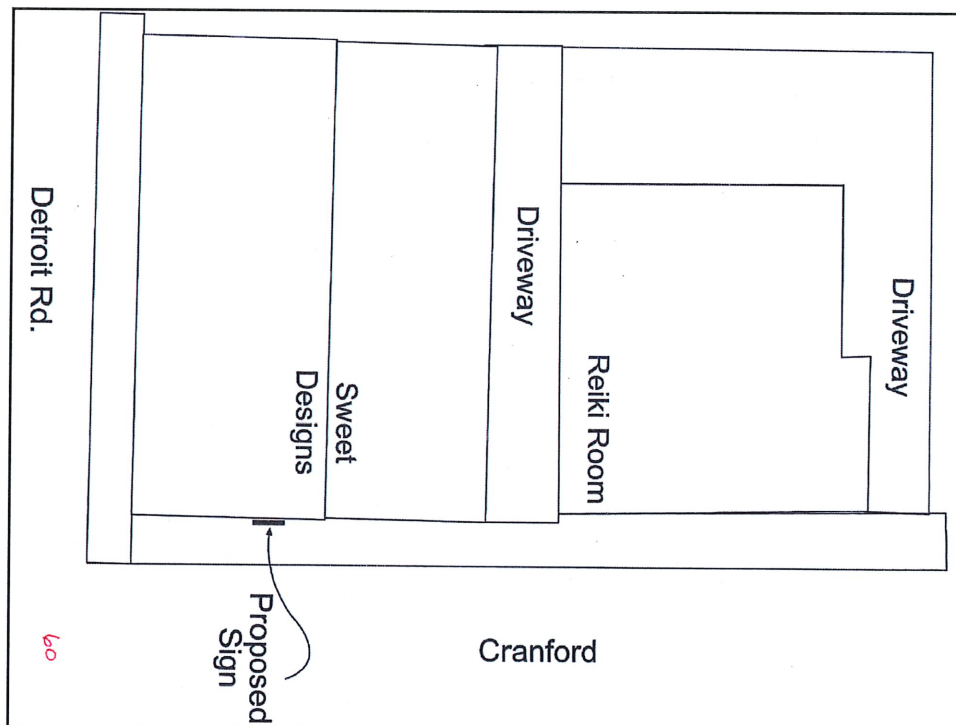 Detroit Rd.
Sweet
Designs
Driveway
Reiki Room
Driveway
Proposed
Sign
Cranford
60